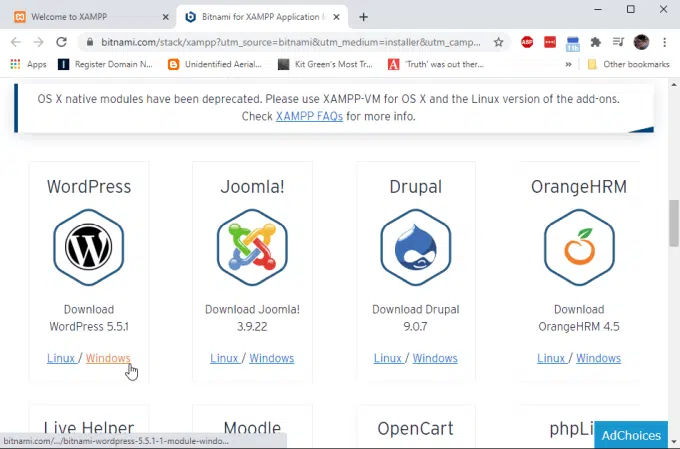 Welcome to XAMPP
Bitnami for XAMPP Application I
bitnami.com/stack/xampp?utm_source=bitnami&utm_medium=installer&utm_camp...
ABP
11h
Apps
Register Domain N...
Unidentified Aerial...
Kit Green's Most Tr...
'Truth' was out ther...
»
Other bookmarks
OS X native modules have been deprecated. Please use XAMPP-VM for OS X and the Linux version of the add-ons.
Check XAMPP FAQs for more info.
WordPress
Joomla!
Drupal
OrangeHRM
Download
WordPress 5.5.1
Download Joomla!
3.9.22
Download Drupal
9.0.7
Download
OrangeHRM 4.5
Linux / Windows
Linux / Windows
Linux / Windows
Linux / Windows
Live Helper
Moodle
OpenCart
phpLi
AdChoices
bitnami.com/.../bitnami-wordpress-5.5.1-1-module-windo...